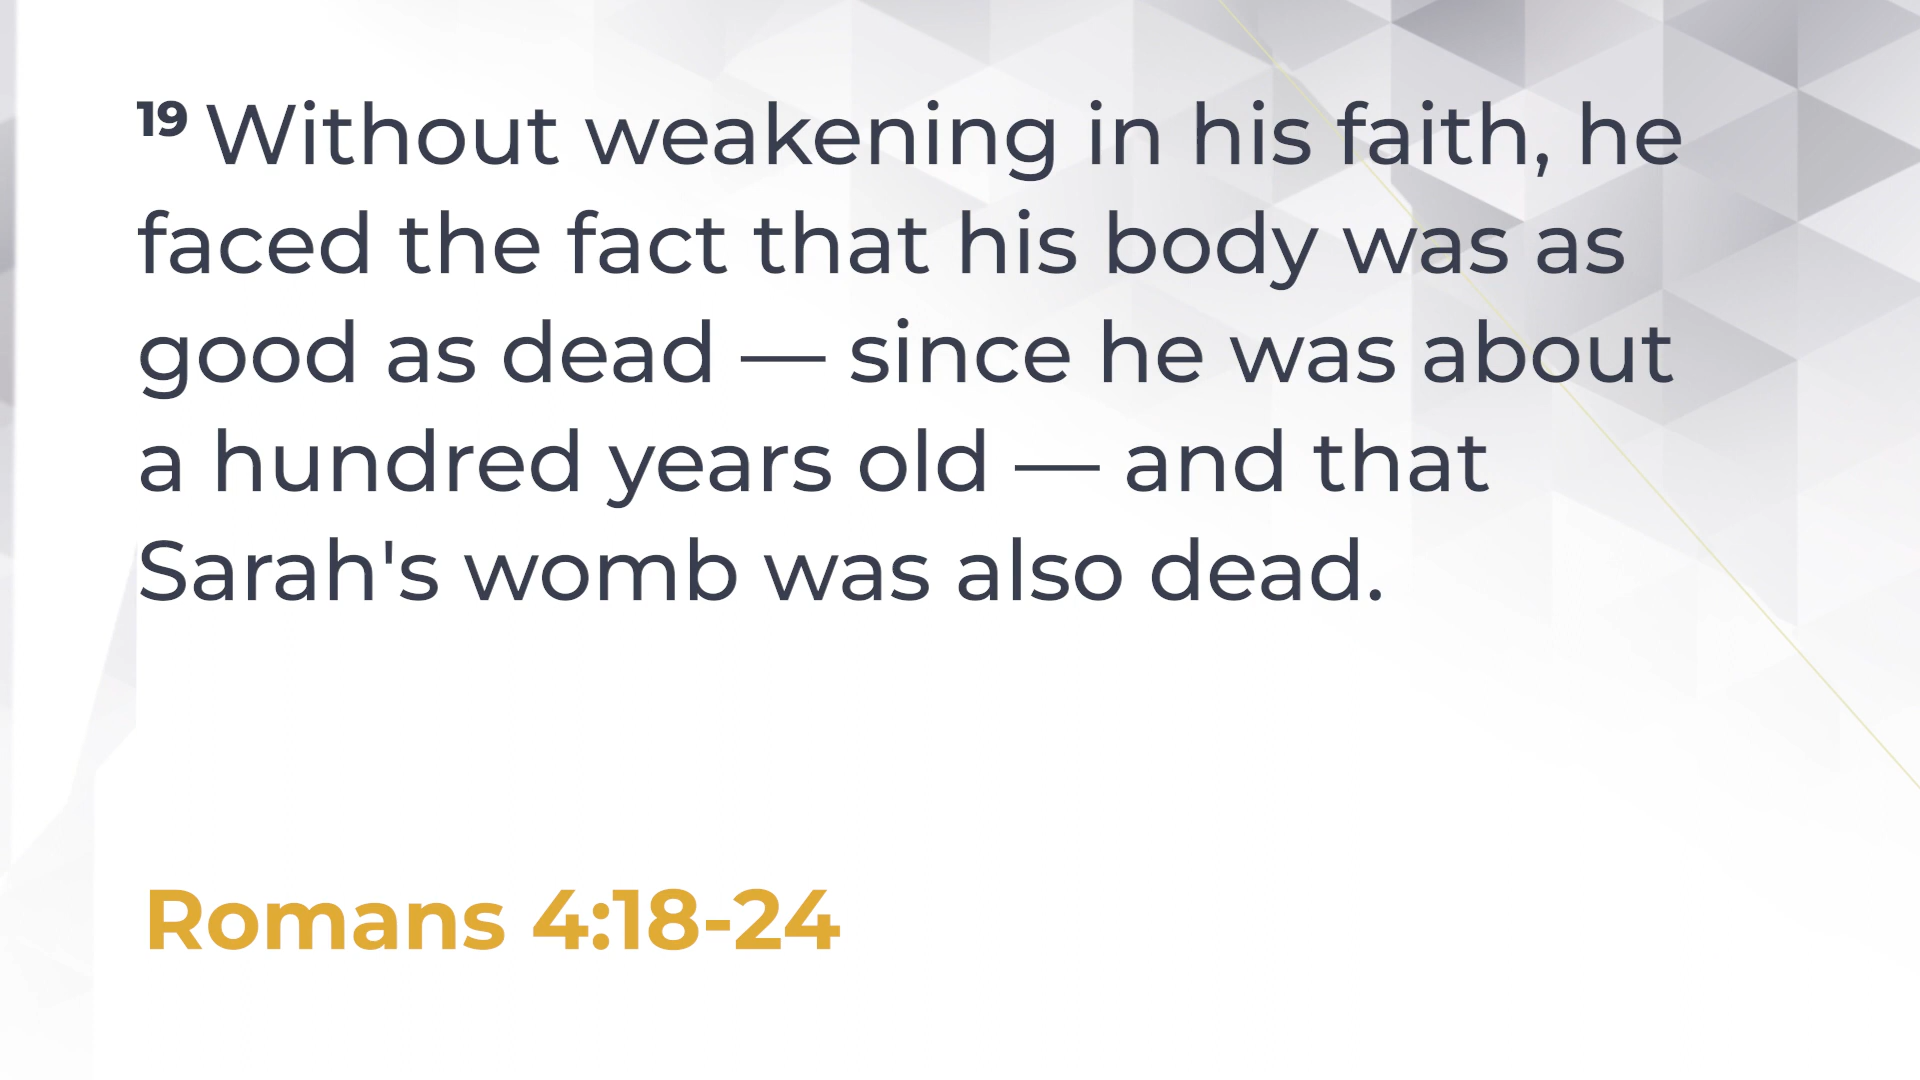 19 Without weakening in his faith, he
faced the fact that his body was as
good as dead — since he was about
a hundred years old — and that
Sarah's womb was also dead.
Romans 4:18-24